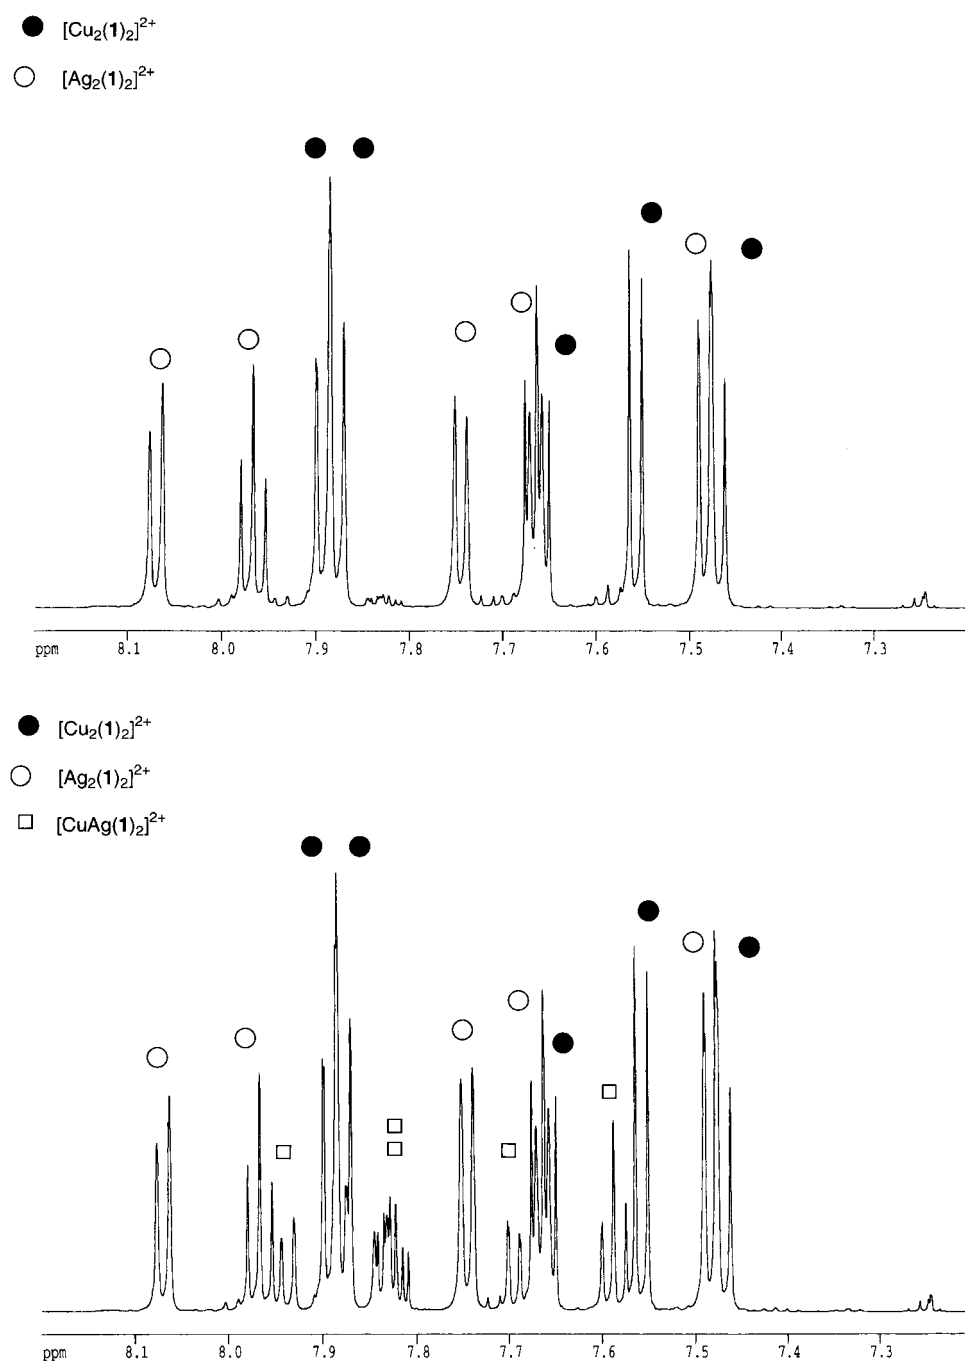 [Cu₂(1)₂]²⁺
[Ag₂(1)₂]²⁺
ppm 8.1 8.0 7.9 7.8 7.7 7.6 7.5 7.4 7.3
[Cu₂(1)₂]²⁺
[Ag₂(1)₂]²⁺
[CuAg(1)₂]²⁺
ppm 8.1 8.0 7.9 7.8 7.7 7.6 7.5 7.4 7.3